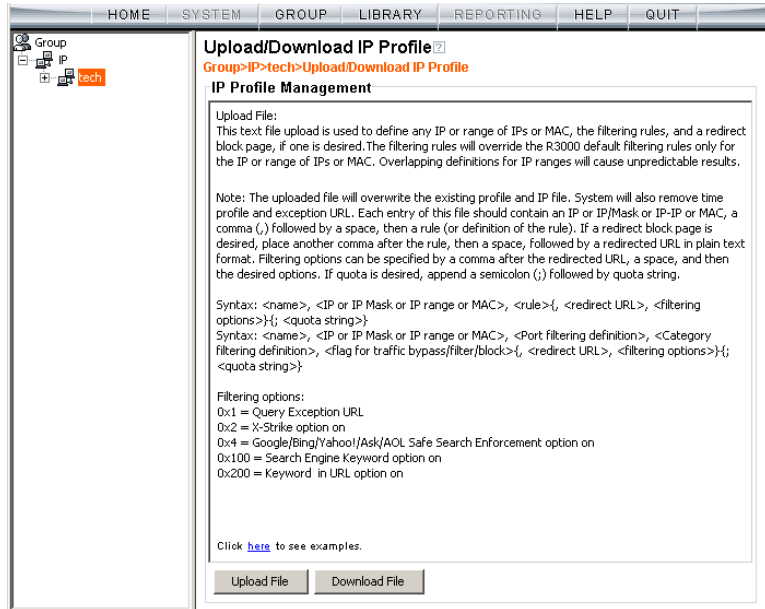 HOME SYSTEM GROUP LIBRARY REPORTING HELP QUIT
Group
IP
tech
Upload/Download IP Profile ?
Group>IP>tech>Upload/Download IP Profile
IP Profile Management
Upload File:
This text file upload is used to define any IP or range of IPs or MAC, the filtering rules, and a redirect
block page, if one is desired.The filtering rules will override the R3000 default filtering rules only for
the IP or range of IPs or MAC. Overlapping definitions for IP ranges will cause unpredictable results.
Note: The uploaded file will overwrite the existing profile and IP file. System will also remove time
profile and exception URL. Each entry of this file should contain an IP or IP/Mask or IP-IP or MAC, a
comma (,) followed by a space, then a rule (or definition of the rule). If a redirect block page is
desired, place another comma after the rule, then a space, followed by a redirected URL in plain text
format. Filtering options can be specified by a comma after the redirected URL, a space, and then
the desired options. If quota is desired, append a semicolon (;) followed by quota string.
Syntax: <name>, <IP or IP Mask or IP range or MAC>, <rule>{, <redirect URL>, <filtering
options>}{; <quota string>}
Syntax: <name>, <IP or IP Mask or IP range or MAC>, <Port filtering definition>, <Category
filtering definition>, <flag for traffic bypass/filter/block>{, <redirect URL>, <filtering options>}{;
<quota string>}
Filtering options:
0x1 = Query Exception URL
0x2 = X-Strike option on
0x4 = Google/Bing/Yahoo!/Ask/AOL Safe Search Enforcement option on
0x100 = Search Engine Keyword option on
0x200 = Keyword in URL option on
Click here to see examples.
Upload File Download File